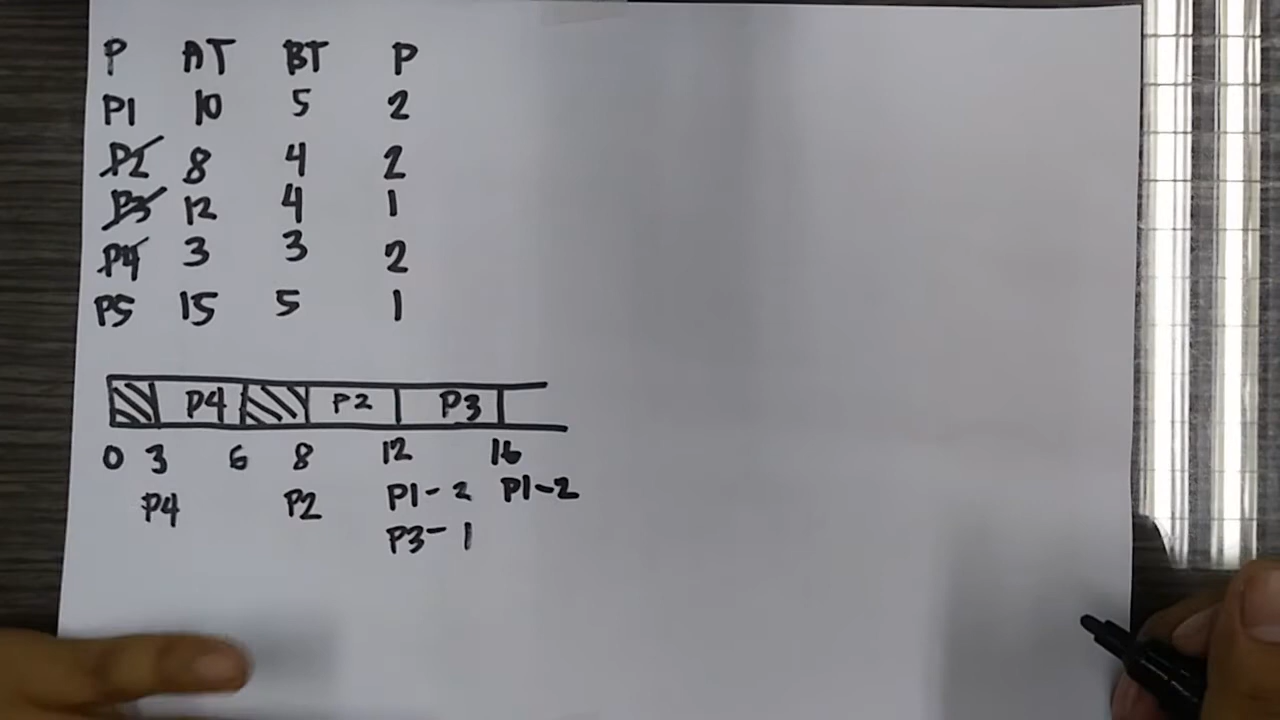 P AT BT P
P1 10 5 2
P2 8 4 2
P3 12 4 1
P4 3 3 2
P5 15 5 1
P4 P2 P3
0 3 6 8 12 16
P4 P2 P1-2 P1-2
P3-1